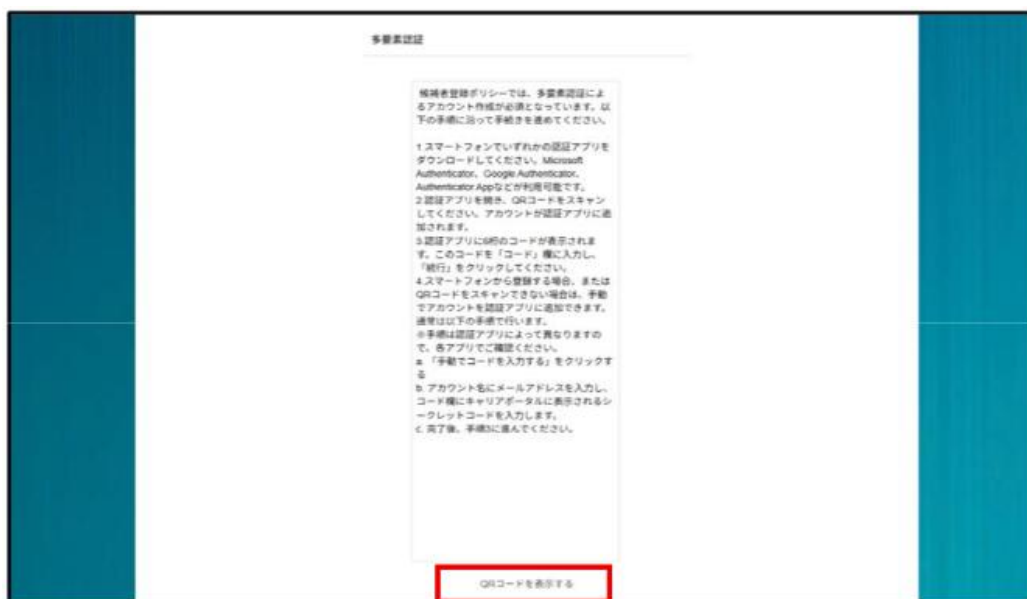 多要素認証
候補者登録ポリシーでは、多要素認証によ
るアカウント作成が必須となっています。以
下の手順に沿って手続きを進めてください。
1.スマートフォンでいずれかの認証アプリを
ダウンロードしてください。Microsoft
Authenticator、Google Authenticator、
Authenticator Appなどが利用可能です。
2.認証アプリを開き、QRコードをスキャン
してください。アカウントが認証アプリに追
加されます。
3.認証アプリに6桁のコードが表示されま
す。このコードを「コード」欄に入力し、
「続行」をクリックしてください。
4.スマートフォンから登録する場合、または
QRコードをスキャンできない場合は、手動
でアカウントを認証アプリに追加できます。
通常は以下の手順で行います。
※手順は認証アプリによって異なりますの
で、各アプリでご確認ください。
a. 「手動でコードを入力する」をクリックす
る
b. アカウント名にメールアドレスを入力し、
コード欄にキャリアポータルに表示されるシ
ークレットコードを入力します。
c. 完了後、手順3に進んでください。
QRコードを表示する